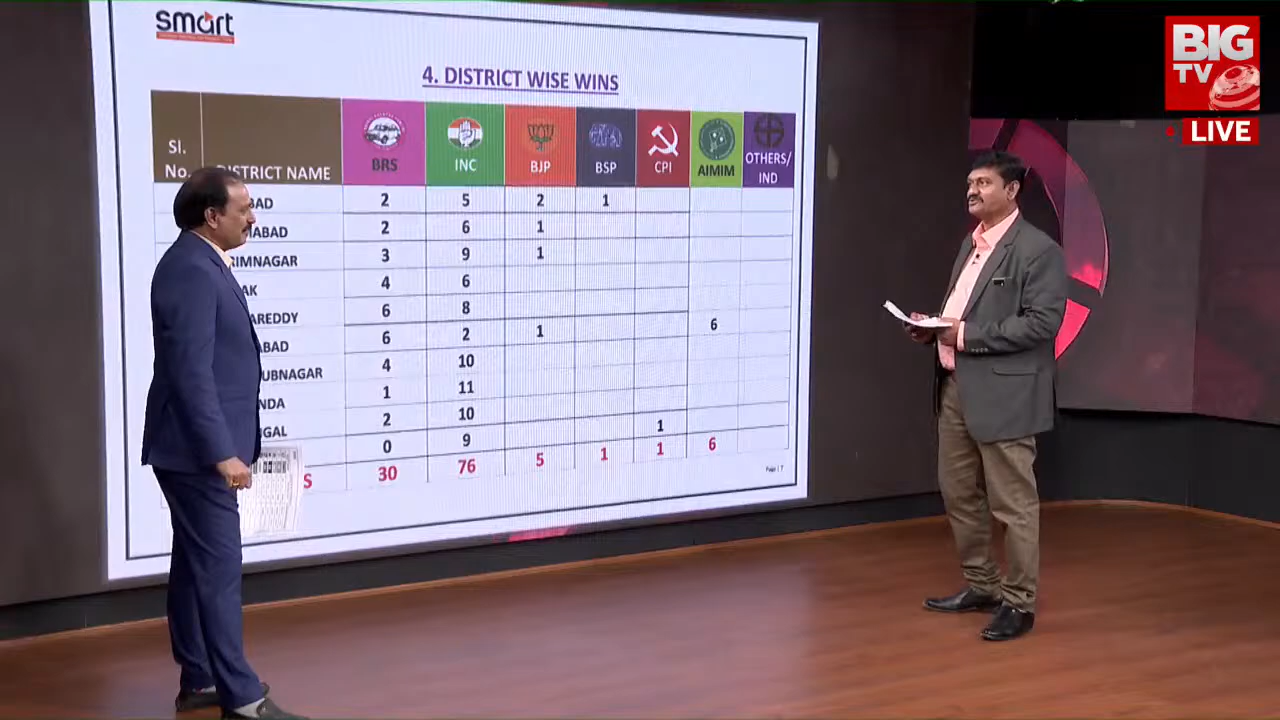 smart
BIG
TV
LIVE
4. DISTRICT WISE WINS
Sl. No. DISTRICT NAME BRS INC BJP BSP CPI AIMIM OTHERS/ IND
BAD 2 5 2 1
ABAD 2 6 1
RIMNAGAR 3 9 1
AK 4 6
AREDDY 6 8
ABAD 6 2 1 6
UBNAGAR 4 10
NDA 1 11
GAL 2 10
0 9 1
S 30 76 5 1 1 6